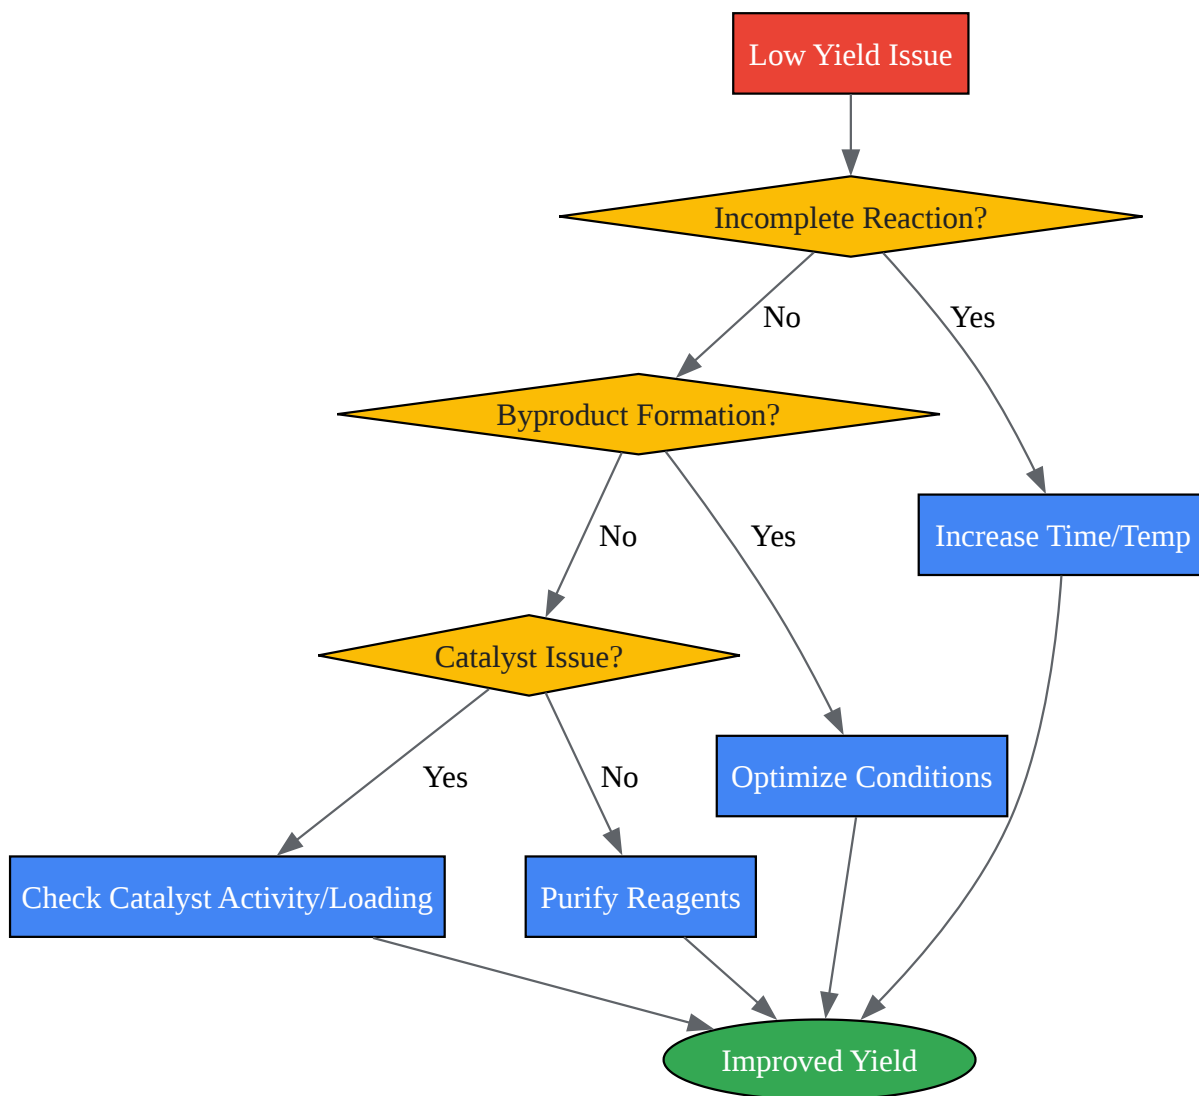 Low Yield Issue
Incomplete Reaction?
No
Yes
Byproduct Formation?
No
Yes
Increase Time/Temp
Catalyst Issue?
Yes
No
Optimize Conditions
Check Catalyst Activity/Loading
Purify Reagents
Improved Yield